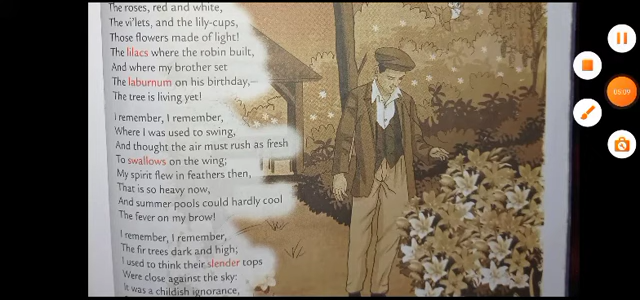 The roses, red and white,
The vi'lets, and the lily-cups,
Those flowers made of light!
The lilacs where the robin built,
And where my brother set
The laburnum on his birthday,—
The tree is living yet!
I remember, I remember,
Where I was used to swing,
And thought the air must rush as fresh
To swallows on the wing;
My spirit flew in feathers then,
That is so heavy now,
And summer pools could hardly cool
The fever on my brow!
I remember, I remember,
The fir trees dark and high;
I used to think their slender tops
Were close against the sky:
It was a childish ignorance,
05:09